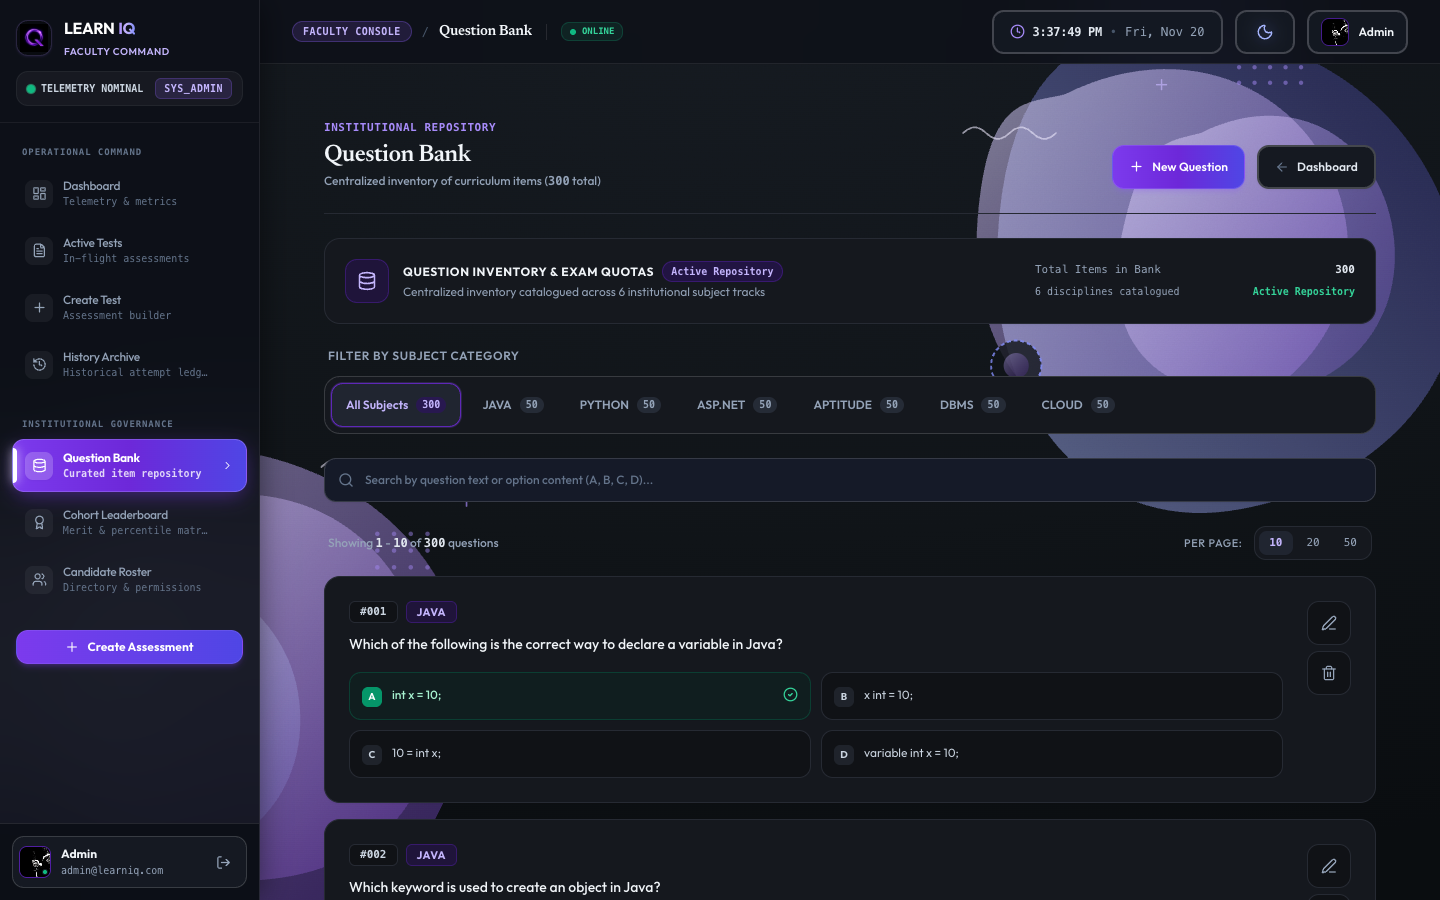 LEARN IQ
FACULTY COMMAND
TELEMETRY NOMINAL SYS_ADMIN
OPERATIONAL COMMAND
Dashboard
Telemetry & metrics
Active Tests
In-flight assessments
Create Test
Assessment builder
History Archive
Historical attempt ledg…
INSTITUTIONAL GOVERNANCE
Question Bank
Curated item repository
Cohort Leaderboard
Merit & percentile matr…
Candidate Roster
Directory & permissions
Create Assessment
Admin
admin@learniq.com
FACULTY CONSOLE / Question Bank ONLINE
3:37:49 PM • Fri, Nov 20
Admin
INSTITUTIONAL REPOSITORY
Question Bank
Centralized inventory of curriculum items (300 total)
New Question
Dashboard
QUESTION INVENTORY & EXAM QUOTAS Active Repository
Centralized inventory catalogued across 6 institutional subject tracks
Total Items in Bank 300
6 disciplines catalogued Active Repository
FILTER BY SUBJECT CATEGORY
All Subjects 300 JAVA 50 PYTHON 50 ASP.NET 50 APTITUDE 50 DBMS 50 CLOUD 50
Search by question text or option content (A, B, C, D)...
Showing 1 - 10 of 300 questions
PER PAGE: 10 20 50
#001 JAVA
Which of the following is the correct way to declare a variable in Java?
A int x = 10;
B x int = 10;
C 10 = int x;
D variable int x = 10;
#002 JAVA
Which keyword is used to create an object in Java?